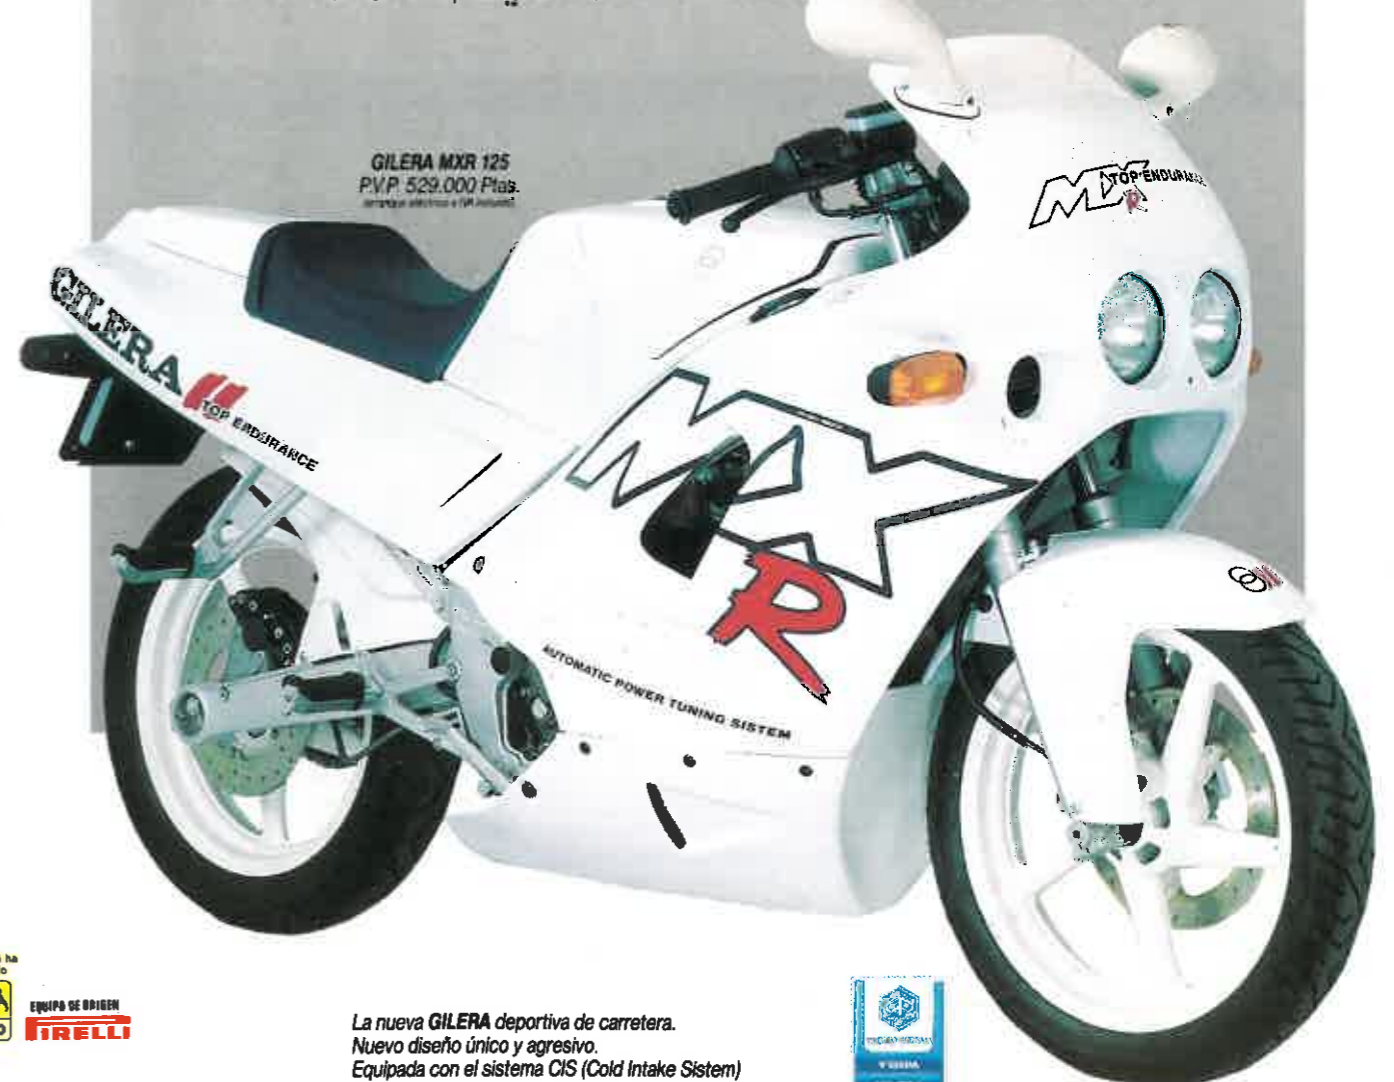 GILERA MXR 125
P.V.P. 529.000 Ptas.
MX TOP ENDURANCE
R
GILERA
TOP ENDURANCE
MX
R
AUTOMATIC POWER TUNING SISTEM
ha
EQUIPO DE ORIGEN
PIRELLI
La nueva GILERA deportiva de carretera.
Nuevo diseño único y agresivo.
Equipada con el sistema CIS (Cold Intake Sistem)